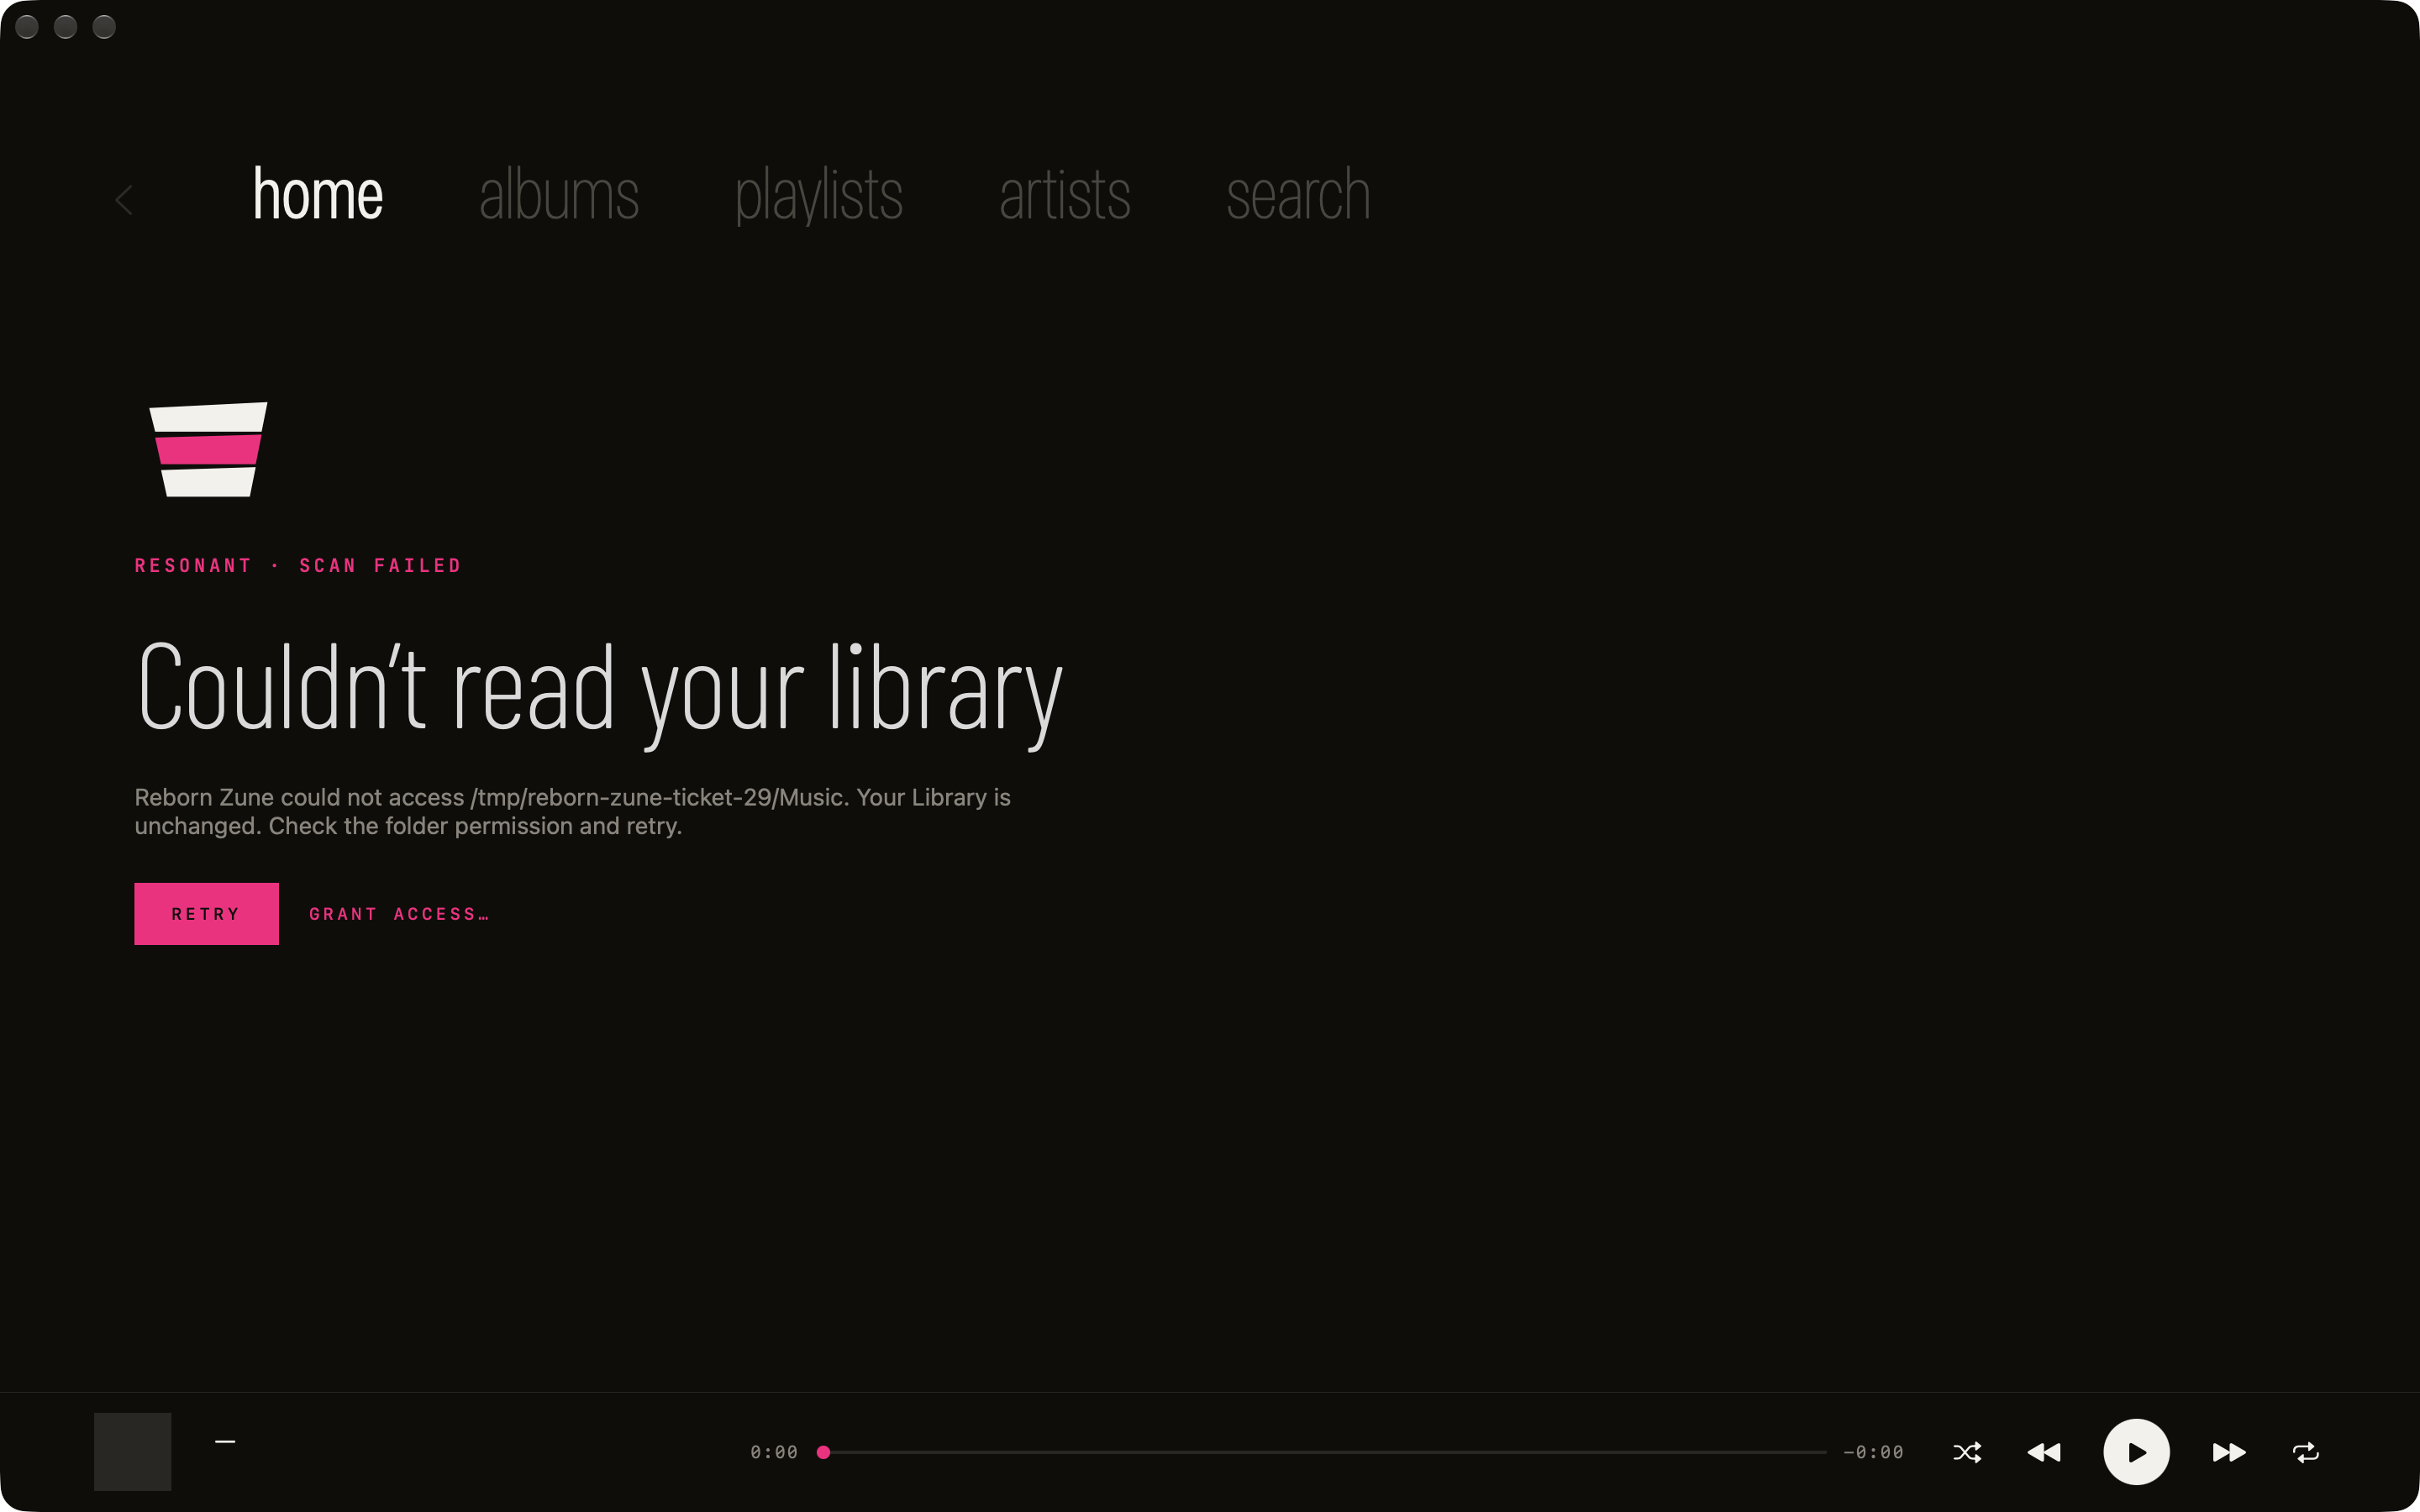 home albums playlists artists search
RESONANT · SCAN FAILED
Couldn’t read your library
Reborn Zune could not access /tmp/reborn-zune-ticket-29/Music. Your Library is
unchanged. Check the folder permission and retry.
RETRY GRANT ACCESS…
—
0:00 −0:00